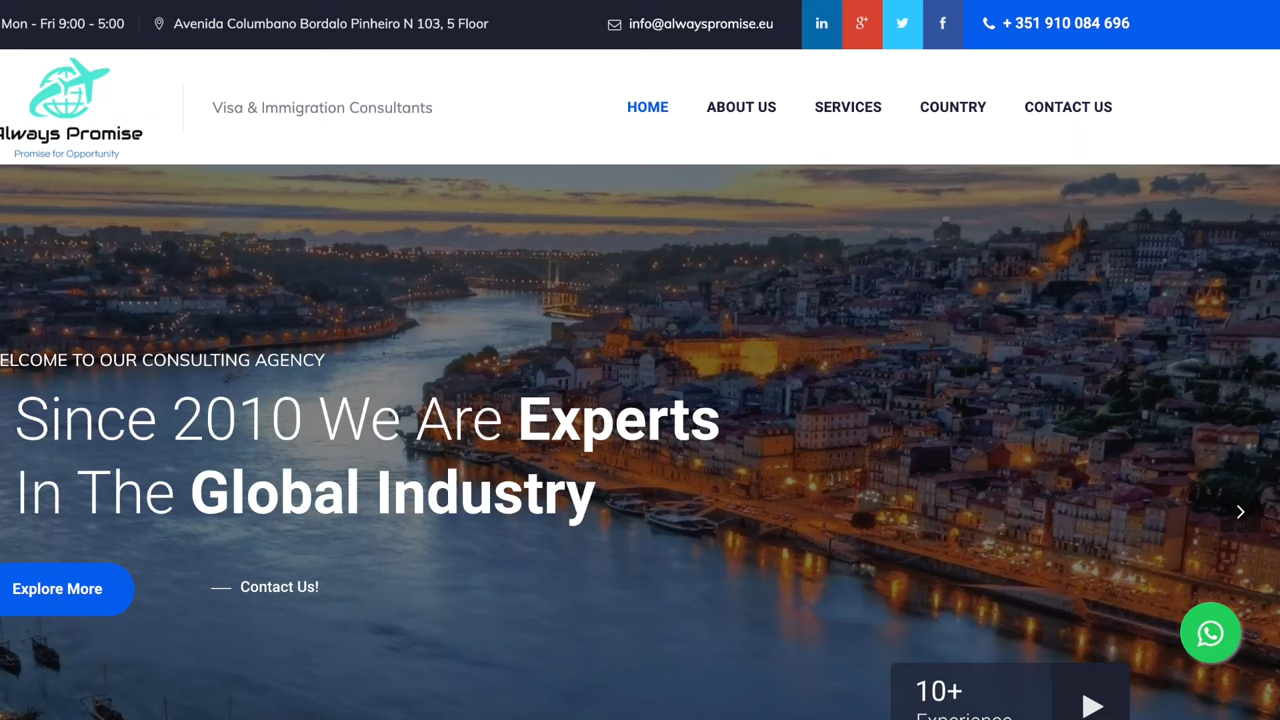 Mon - Fri 9:00 - 5:00
Avenida Columbano Bordalo Pinheiro N 103, 5 Floor
info@alwayspromise.eu
+ 351 910 084 696
Always Promise
Promise for Opportunity
Visa & Immigration Consultants
HOME
ABOUT US
SERVICES
COUNTRY
CONTACT US
ELCOME TO OUR CONSULTING AGENCY
Since 2010 We Are Experts
In The Global Industry
Explore More
Contact Us!
10+
Experience